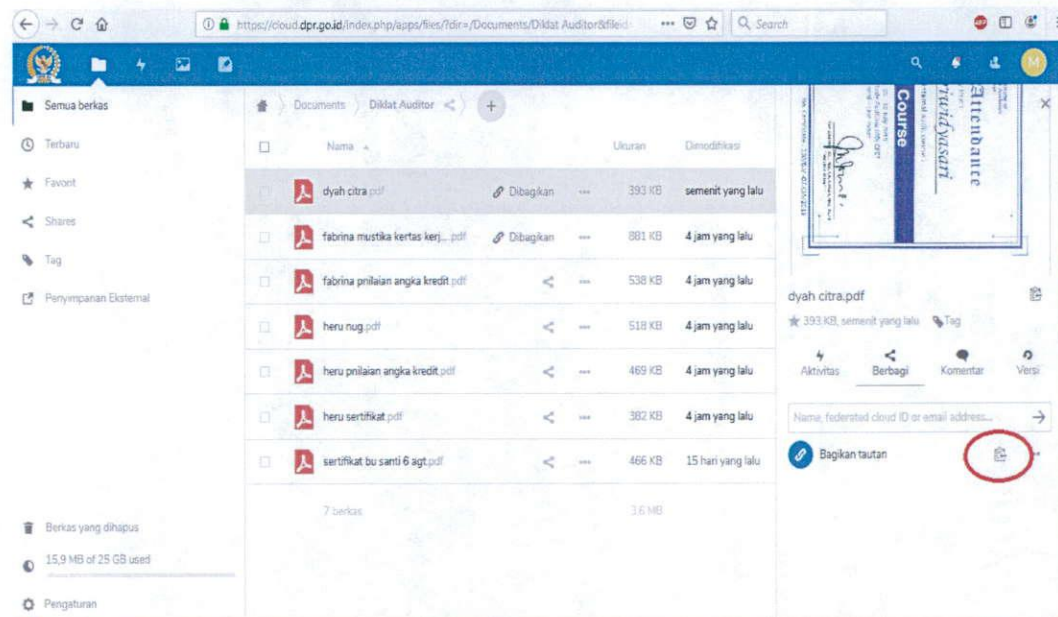 https://cloud.dpr.go.id/index.php/apps/files/?dir=/Documents/Diklat Auditor&fileid
Search
ABP
M
Semua berkas
Terbaru
Favorit
Shares
Tag
Penyimpanan Eksternal
Berkas yang dihapus
15,9 MB of 25 GB used
Pengaturan
Documents
Diklat Auditor
+
Nama
Ukuran
Dimodifikasi
dyah citra.pdf Dibagikan ••• 393 KB semenit yang lalu
fabrina mustika kertas kerj... .pdf Dibagikan ••• 881 KB 4 jam yang lalu
fabrina pnilaian angka kredit.pdf ••• 538 KB 4 jam yang lalu
heru nug.pdf ••• 518 KB 4 jam yang lalu
heru pnilaian angka kredit.pdf ••• 469 KB 4 jam yang lalu
heru sertifikat.pdf ••• 382 KB 4 jam yang lalu
sertifikat bu santi 6 agt.pdf ••• 466 KB 15 hari yang lalu
7 berkas 3.6 MB
Attendance
Course
dyah citra.pdf
393 KB, semenit yang lalu Tag
Aktivitas
Berbagi
Komentar
Versi
Name, federated cloud ID or email address...
Bagikan tautan